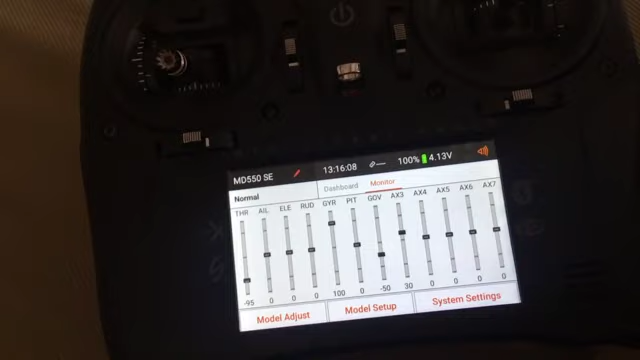 MD550 SE 13:16:08 100% 4.13V
Normal Dashboard Monitor
THR AIL ELE RUD GYR PIT GOV AX3 AX4 AX5 AX6 AX7
-95 0 0 0 100 0 -50 30 0 0 0 0
Model Adjust Model Setup System Settings